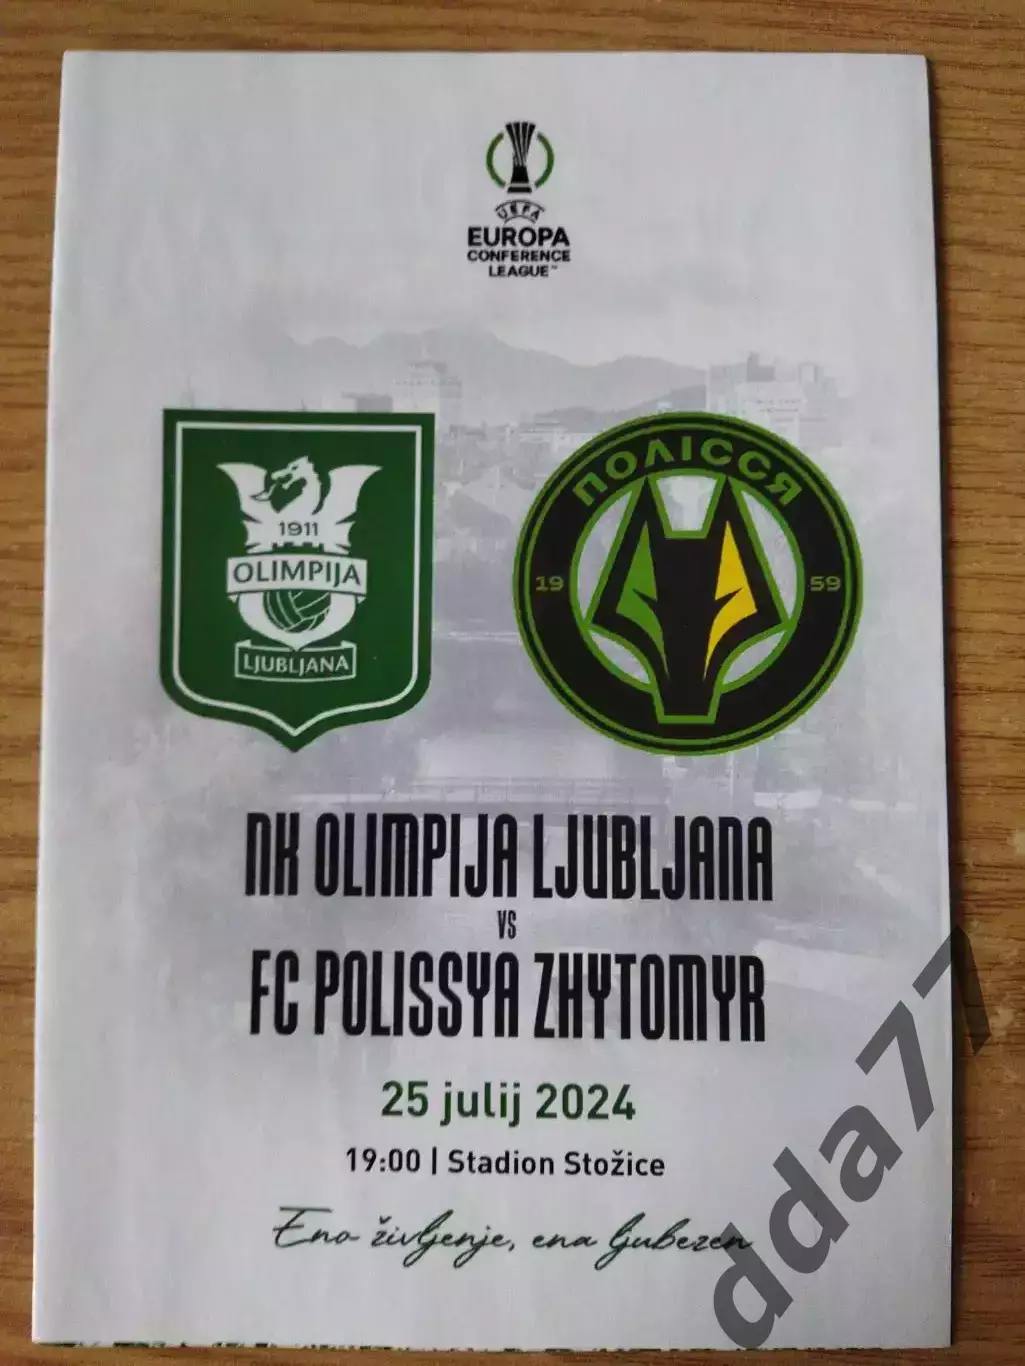 UEFA
EUROPA
CONFERENCE
LEAGUE™
1911
OLIMPIJA
LJUBLJANA
ПОЛІССЯ
19 59
NK OLIMPIJA LJUBLJANA
VS
FC POLISSYA ZHYTOMYR
25 julij 2024
19:00 | Stadion Stožice
Eno življenje, ena ljubezen
dda77